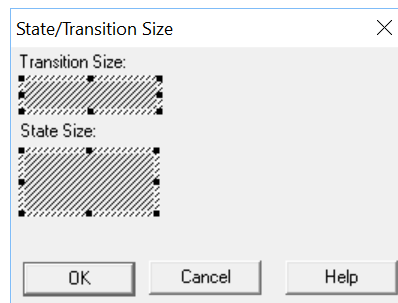 State/Transition Size
Transition Size:
State Size:
OK Cancel Help